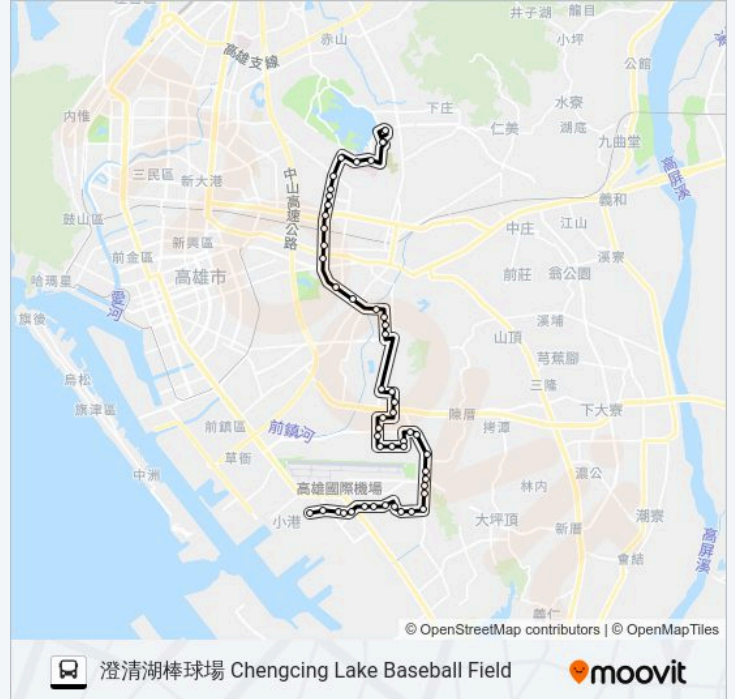 井子湖
龍目
赤山
小坪
高雄支線
公館
水寮
下庄
內惟
仁美
湖底
九曲堂
三民區
新大港
中山高速公路
高屏溪
義和
鼓山區
中庄
江山
新興區
前金區
溪寮
高雄市
前莊
翁公園
哈瑪星
愛河
旗後
溪埔
山頂
芎蕉腳
烏松
三隆
旗津區
下大寮
陳厝
前鎮區
前鎮河
拷潭
草衙
中洲
濃公
高雄國際機場
林內
小港
大坪頂
潮寮
新厝
高屏溪
會結
義仁
© OpenStreetMap contributors | © OpenMapTiles
澄清湖棒球場 Chengcing Lake Baseball Field
moovit